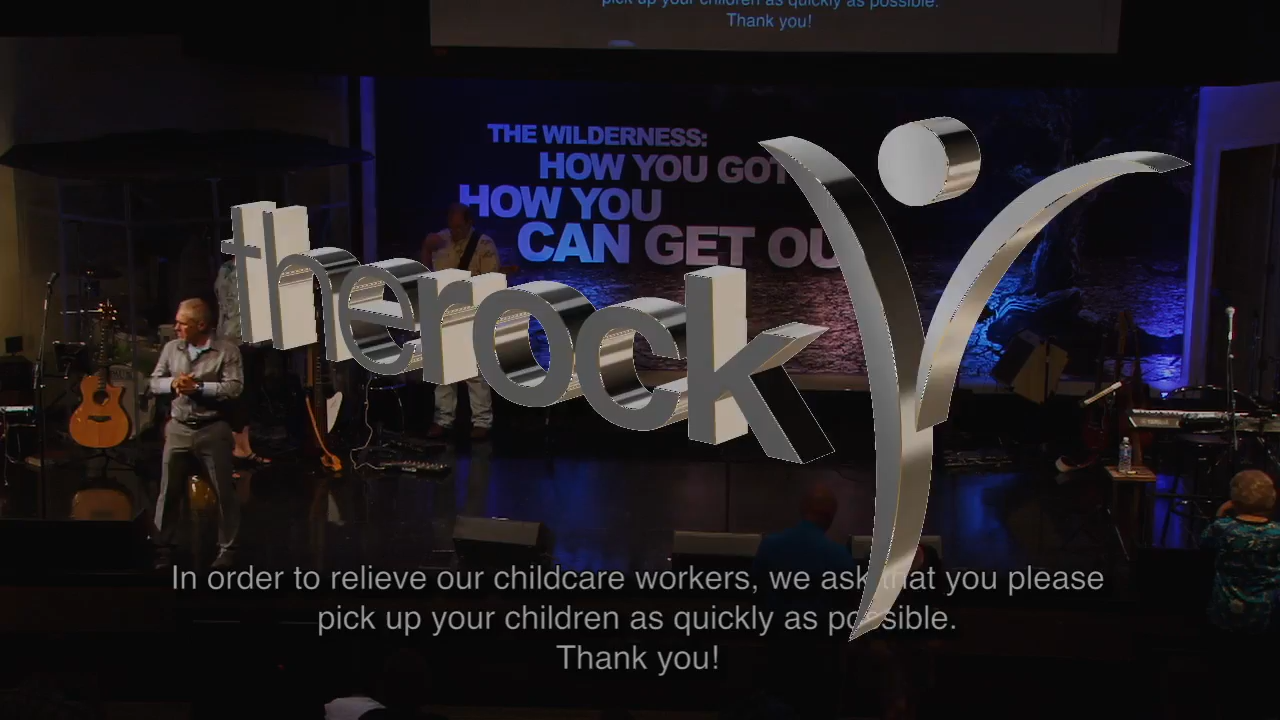 pick up your children as quickly as possible.
Thank you!
THE WILDERNESS:
HOW YOU GOT
HOW YOU
CAN GET OU
therock
In order to relieve our childcare workers, we ask that you please
pick up your children as quickly as possible.
Thank you!